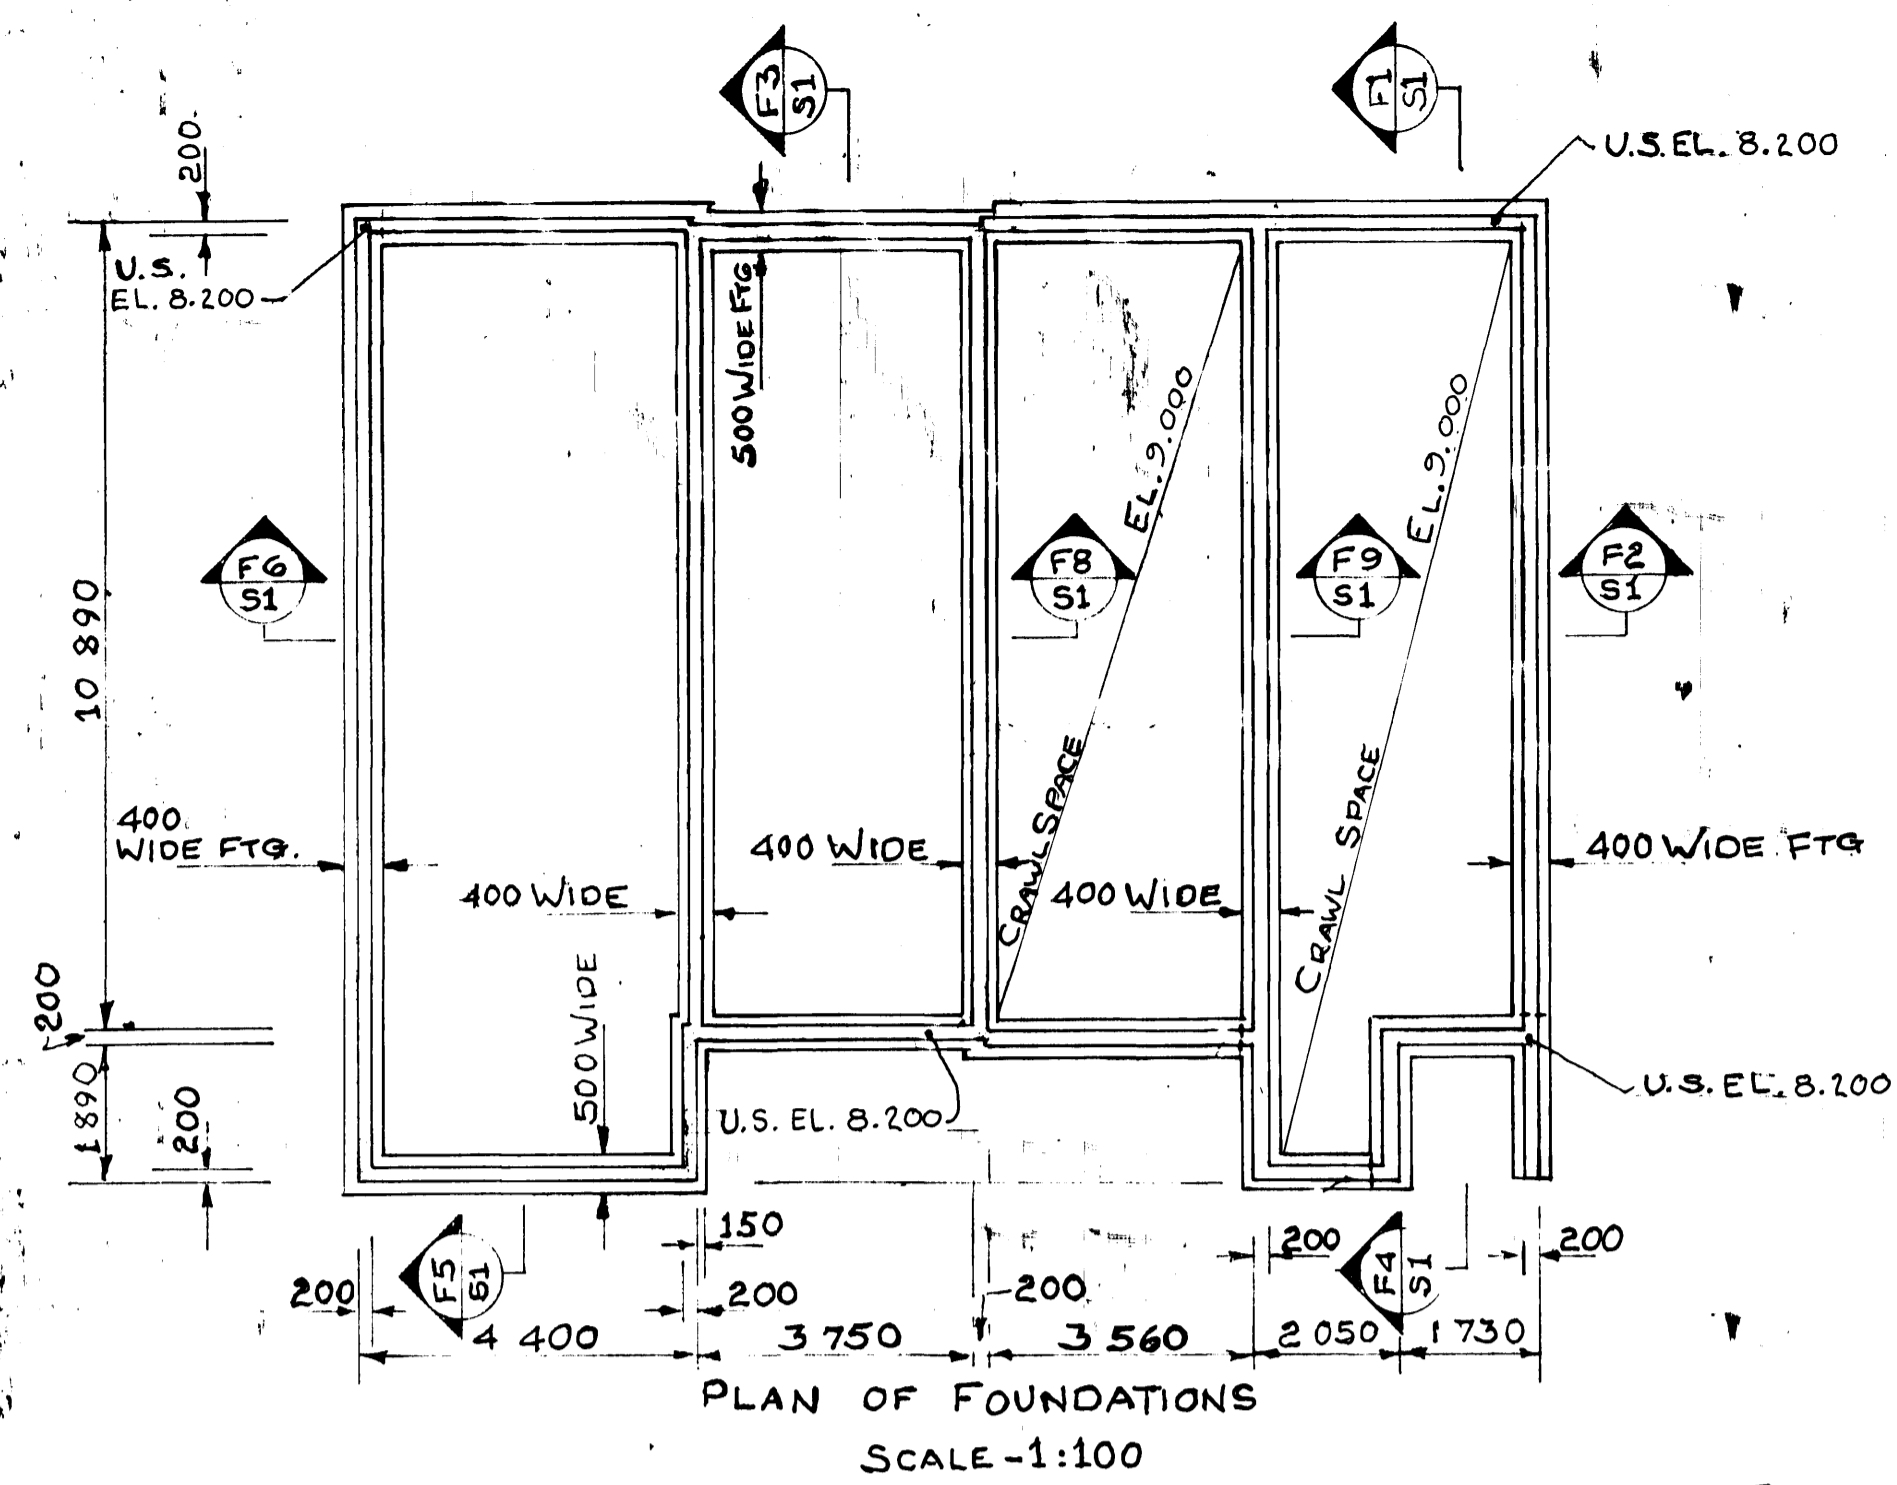 F3
S1
F1
S1
U.S. EL. 8.200
200
U.S.
EL. 8.200
500 WIDE FTG
EL. 9.000
EL. 9.000
F6
S1
F8
S1
F9
S1
F2
S1
10 890
400
WIDE FTG.
400 WIDE
400 WIDE
400 WIDE
400 WIDE FTG
CRAWL SPACE
CRAWL SPACE
200
1890
200
500 WIDE
U.S. EL. 8.200
U.S. EL. 8.200
150
200
F5
S1
200
200
200
F4
S1
200
4 400
3 750
3 560
2 050
1 730
PLAN OF FOUNDATIONS
SCALE - 1:100